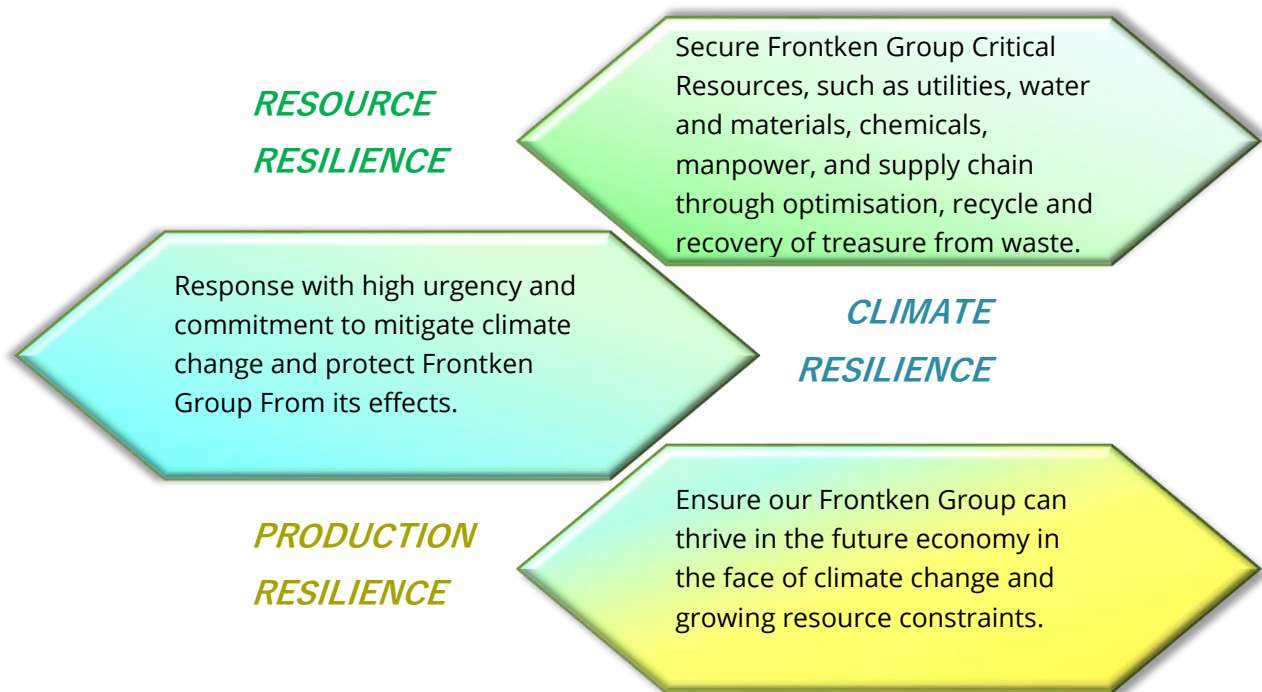 RESOURCE
RESILIENCE
Secure Frontken Group Critical
Resources, such as utilities, water
and materials, chemicals,
manpower, and supply chain
through optimisation, recycle and
recovery of treasure from waste.
Response with high urgency and
commitment to mitigate climate
change and protect Frontken
Group From its effects.
CLIMATE
RESILIENCE
PRODUCTION
RESILIENCE
Ensure our Frontken Group can
thrive in the future economy in
the face of climate change and
growing resource constraints.